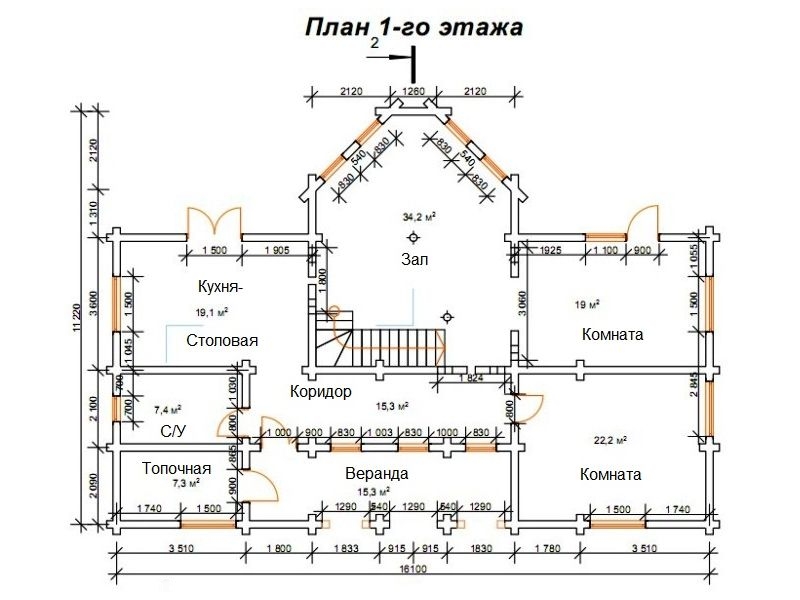 План 1-го этажа
2
2120 1260 2120
2120
830 540 830
830 540 830
1 310
34,2 м²
1 500 1 905
1925 1 100 900
1 055
Зал
1 800
3 060
11 220
3 600
1 500
Кухня-
19,1 м²
Столовая
19 м²
Комната
1 500
1 045
700
700
1 030
Коридор
1 824
2 845
2 100
7,4 м²
С/У
800
15,3 м²
800
1 000 900 830 1 003 830 1000 830
22,2 м²
Комната
865
Топочная
7,3 м²
900
Веранда
15,3 м²
2 090
1 740 1 500
1290 540 1290 540 1290
1 500 1 740
3 510 1 800 1 833 915 915 1830 1 780 3 510
16100